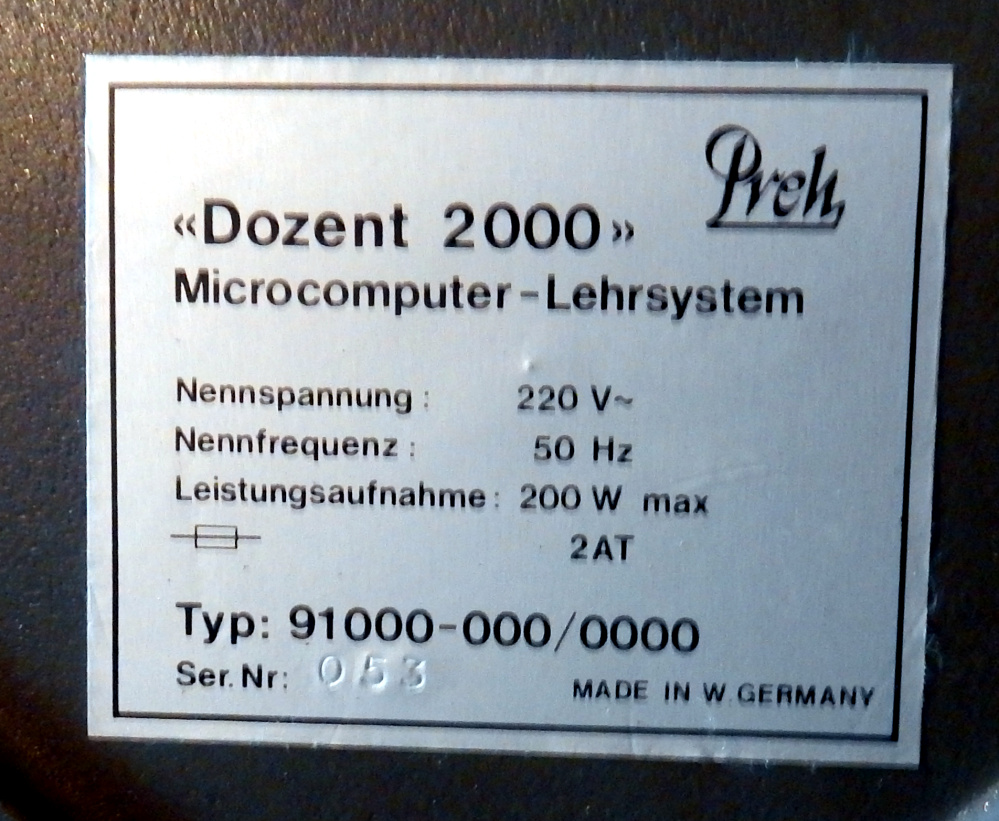 Preh
«Dozent 2000»
Microcomputer-Lehrsystem
Nennspannung: 220 V~
Nennfrequenz: 50 Hz
Leistungsaufnahme: 200 W max
2AT
Typ: 91000-000/0000
Ser.Nr: 053
MADE IN W.GERMANY